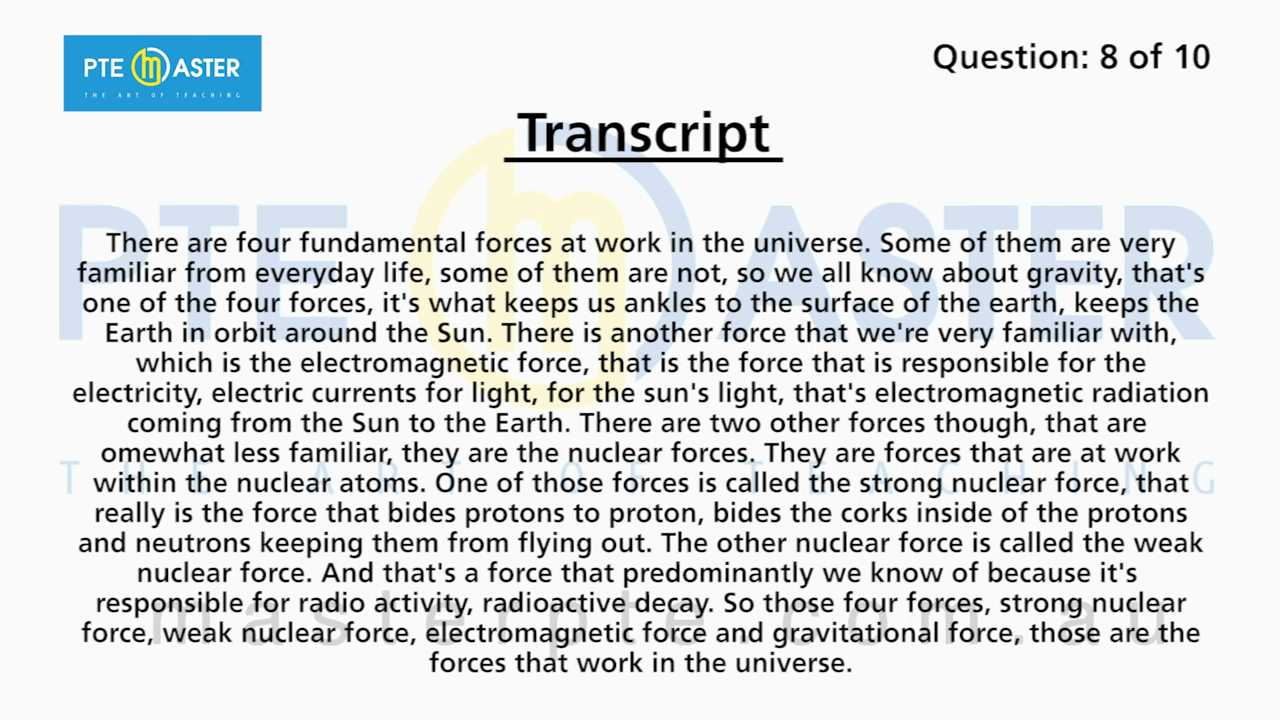 PTE MASTER
THE ART OF TEACHING
Question: 8 of 10
Transcript
There are four fundamental forces at work in the universe. Some of them are very
familiar from everyday life, some of them are not, so we all know about gravity, that's
one of the four forces, it's what keeps us ankles to the surface of the earth, keeps the
Earth in orbit around the Sun. There is another force that we're very familiar with,
which is the electromagnetic force, that is the force that is responsible for the
electricity, electric currents for light, for the sun's light, that's electromagnetic radiation
coming from the Sun to the Earth. There are two other forces though, that are
omewhat less familiar, they are the nuclear forces. They are forces that are at work
within the nuclear atoms. One of those forces is called the strong nuclear force, that
really is the force that bides protons to proton, bides the corks inside of the protons
and neutrons keeping them from flying out. The other nuclear force is called the weak
nuclear force. And that's a force that predominantly we know of because it's
responsible for radio activity, radioactive decay. So those four forces, strong nuclear
force, weak nuclear force, electromagnetic force and gravitational force, those are the
forces that work in the universe.
PTE MASTER
THE ART OF TEACHING
masterpte.com.au